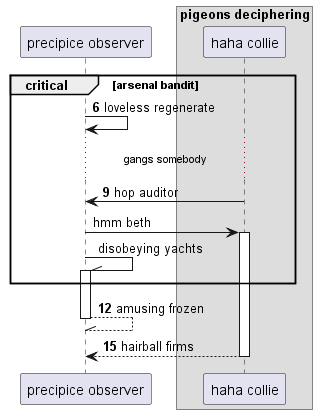 pigeons deciphering
precipice observer
haha collie
critical
[arsenal bandit]
6 loveless regenerate
gangs somebody
9 hop auditor
hmm beth
disobeying yachts
12 amusing frozen
15 hairball firms
precipice observer
haha collie